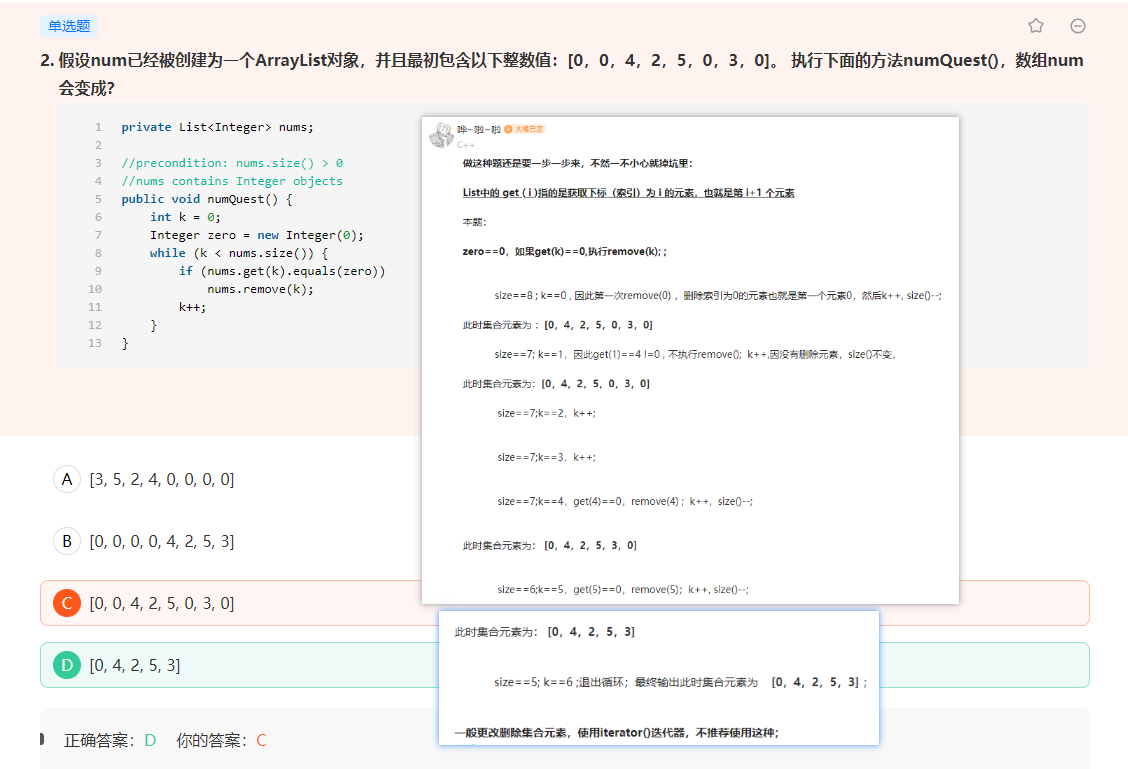 单选题
2. 假设num已经被创建为一个ArrayList对象，并且最初包含以下整数值：[0，0，4，2，5，0，3，0]。 执行下面的方法numQuest()，数组num
会变成？
1 private List<Integer> nums;
2
3 //precondition: nums.size() > 0
4 //nums contains Integer objects
5 public void numQuest() {
6 int k = 0;
7 Integer zero = new Integer(0);
8 while (k < nums.size()) {
9 if (nums.get(k).equals(zero))
10 nums.remove(k);
11 k++;
12 }
13 }
哗~啦~啦
C++
做这种题还是要一步一步来，不然一不小心就掉坑里：
List中的 get ( i )指的是获取下标（索引）为 i 的元素，也就是第 i+1 个元素
本题：
zero==0，如果get(k)==0,执行remove(k); ;
size==8 ; k==0 , 因此第一次remove(0) ，删除索引为0的元素也就是第一个元素0，然后k++, size()--;
此时集合元素为 ：[0，4，2，5，0，3，0]
size==7; k==1，因此get(1)==4 !=0 , 不执行remove(); k++,因没有删除元素，size()不变，
此时集合元素为：[0，4，2，5，0，3，0]
size==7;k==2，k++;
size==7;k==3，k++;
size==7;k==4，get(4)==0，remove(4) ; k++，size()--;
此时集合元素为： [0，4，2，5，3，0]
size==6;k==5，get(5)==0，remove(5); k++, size()--;
此时集合元素为： [0，4，2，5，3]
size==5; k==6 ;退出循环；最终输出此时集合元素为 [0，4，2，5，3] ;
一般更改删除集合元素，使用iterator()迭代器，不推荐使用这种;
A [3, 5, 2, 4, 0, 0, 0, 0]
B [0, 0, 0, 0, 4, 2, 5, 3]
C [0, 0, 4, 2, 5, 0, 3, 0]
D [0, 4, 2, 5, 3]
正确答案：D 你的答案：C